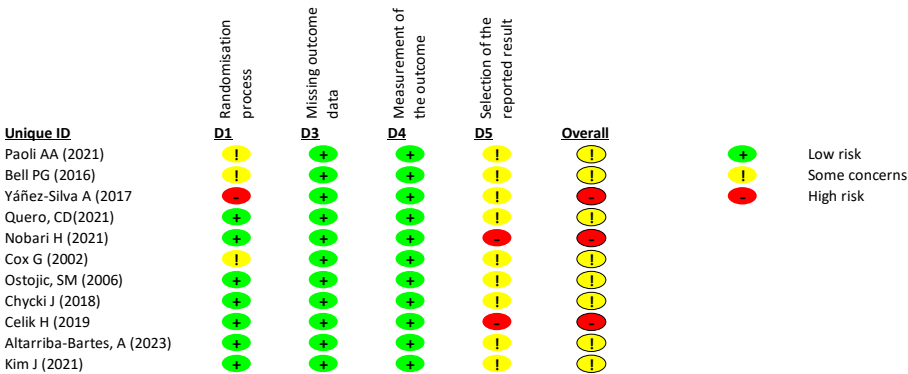 Randomisation process
Missing outcome data
Measurement of the outcome
Selection of the reported result
Unique ID D1 D3 D4 D5 Overall
Paoli AA (2021) ! + + ! ! + Low risk
Bell PG (2016) ! + + ! ! ! Some concerns
Yáñez-Silva A (2017 - + + ! - - High risk
Quero, CD(2021) + + + ! !
Nobari H (2021) + + + - -
Cox G (2002) ! + + ! !
Ostojic, SM (2006) + + + ! !
Chycki J (2018) + + + ! !
Celik H (2019 + + + - -
Altarriba-Bartes, A (2023) + + + ! !
Kim J (2021) + + + ! !